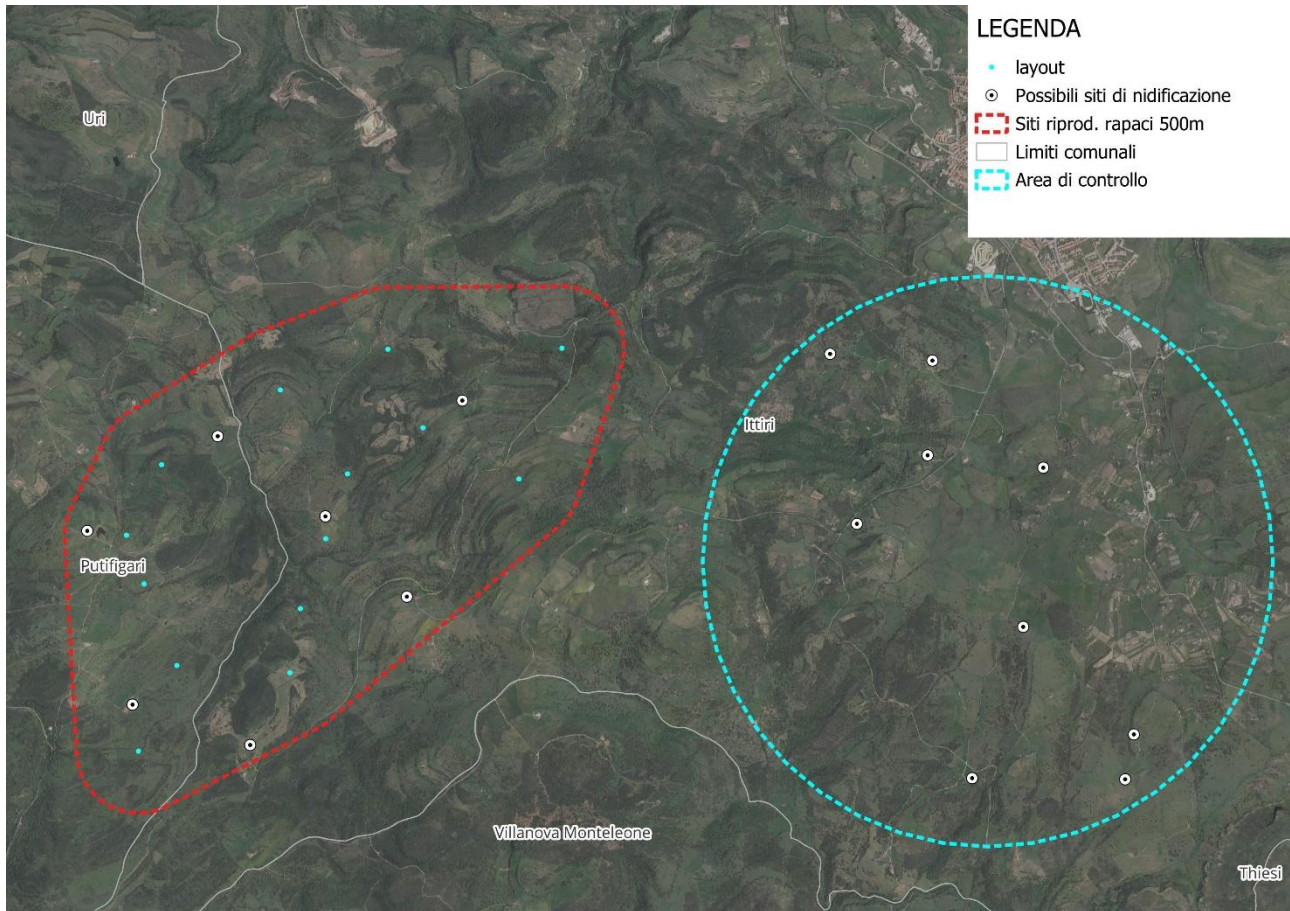 LEGENDA
layout
Possibili siti di nidificazione
Siti riprod. rapaci 500m
Limiti comunali
Area di controllo
Uri
Ittiri
Putifigari
Villanova Monteleone
Thiesi